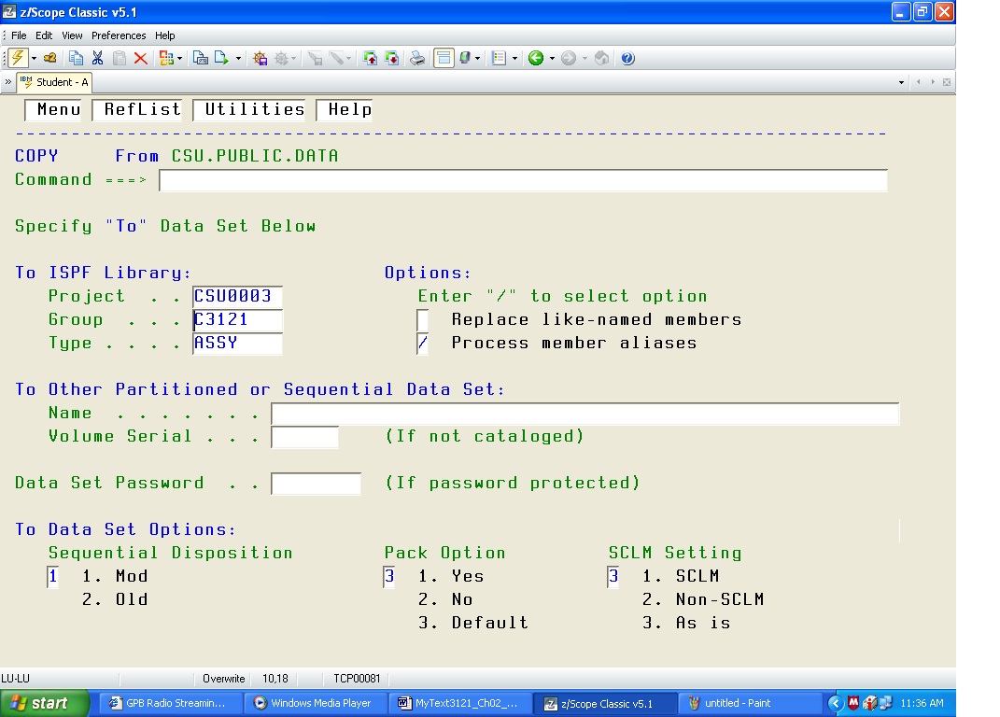 z/Scope Classic v5.1
File Edit View Preferences Help
» IBM Student - A
Menu RefList Utilities Help
------------------------------------------------------------------------------
COPY From CSU.PUBLIC.DATA
Command ===>
Specify "To" Data Set Below
To ISPF Library: Options:
Project . . CSU0003 Enter "/" to select option
Group . . . C3121 Replace like-named members
Type . . . . ASSY / Process member aliases
To Other Partitioned or Sequential Data Set:
Name . . . . . . .
Volume Serial . . . (If not cataloged)
Data Set Password . . (If password protected)
To Data Set Options:
Sequential Disposition Pack Option SCLM Setting
1 1. Mod 3 1. Yes 3 1. SCLM
2. Old 2. No 2. Non-SCLM
3. Default 3. As is
LU-LU Overwrite 10,18 TCP00081
start GPB Radio Streamin... Windows Media Player MyText3121_Ch02_... z/Scope Classic v5.1 untitled - Paint 11:36 AM